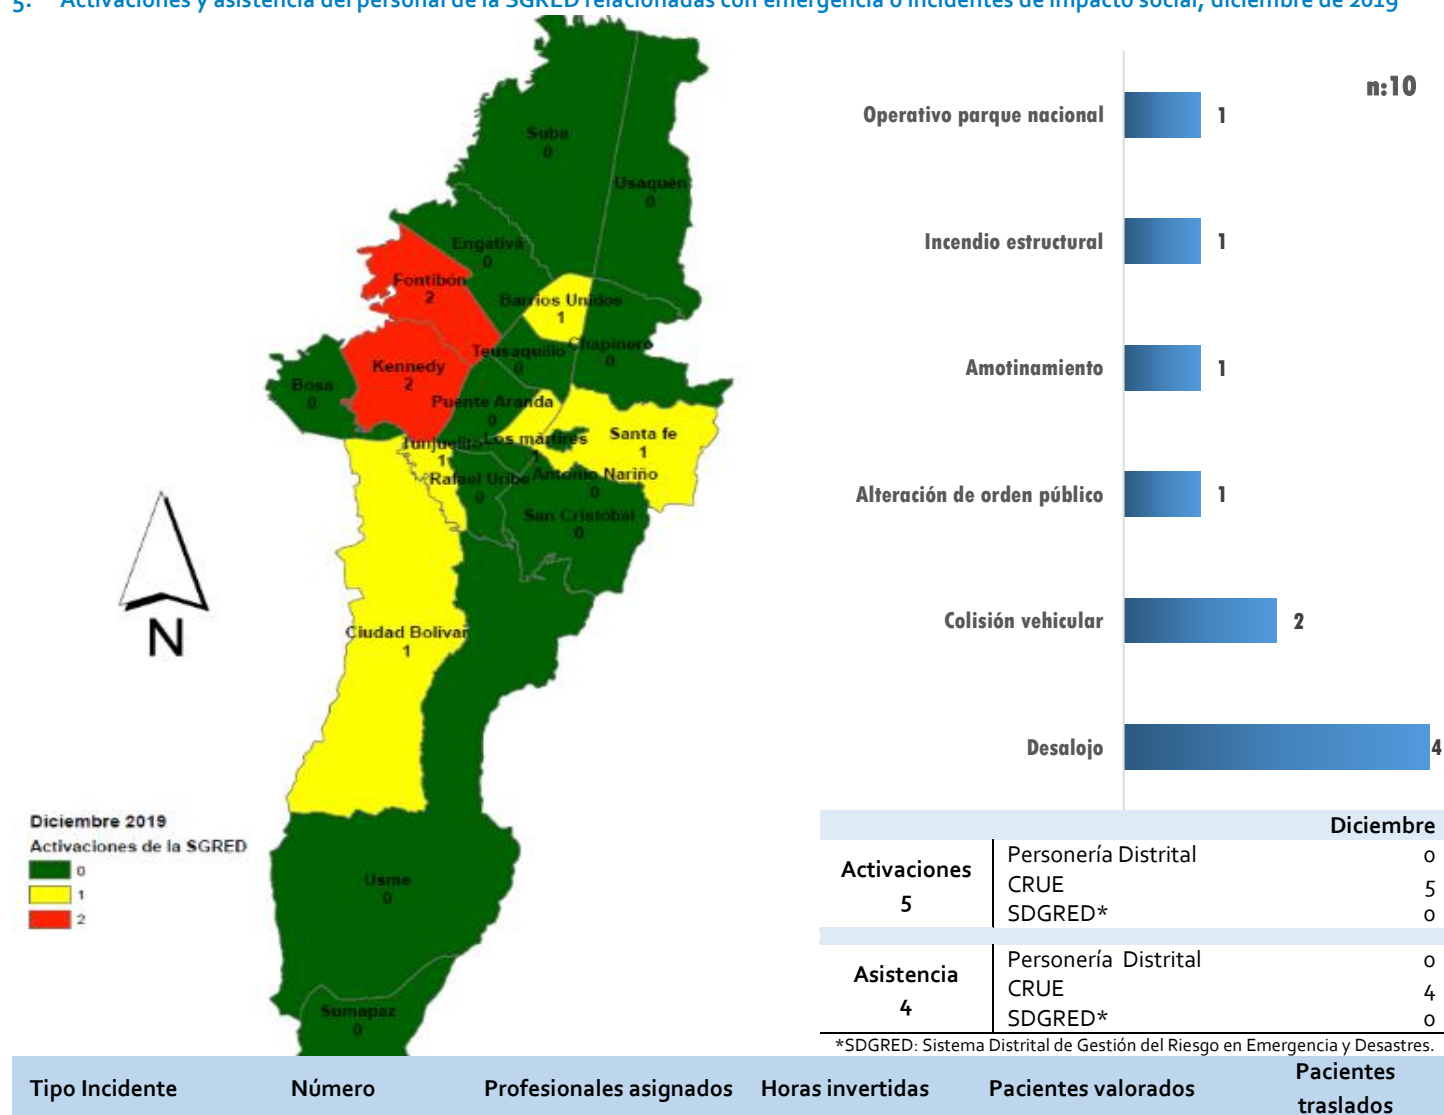 5. Activaciones y asistencia del personal de la SGRED relacionadas con emergencia o incidentes de impacto social, diciembre de 2019
Suba
0
Usaquén
0
Engativá
0
Fontibón
2
Barrios Unidos
1
Teusaquillo
0
Chapinero
0
Kennedy
2
Bosa
0
Puente Aranda
0
Tunjuelito
1
Los mártires
1
Santa fe
1
Rafael Uribe
0
Antonio Nariño
0
San Cristóbal
0
Ciudad Bolívar
1
Usme
0
Sumapaz
0
N
Diciembre 2019
Activaciones de la SGRED
0
1
2
n:10
Operativo parque nacional 1
Incendio estructural 1
Amotinamiento 1
Alteración de orden público 1
Colisión vehicular 2
Desalojo 4
Diciembre
Activaciones
5
Personería Distrital 0
CRUE 5
SDGRED* 0
Asistencia
4
Personería Distrital 0
CRUE 4
SDGRED* 0
*SDGRED: Sistema Distrital de Gestión del Riesgo en Emergencia y Desastres.
Tipo Incidente Número Profesionales asignados Horas invertidas Pacientes valorados Pacientes
traslados